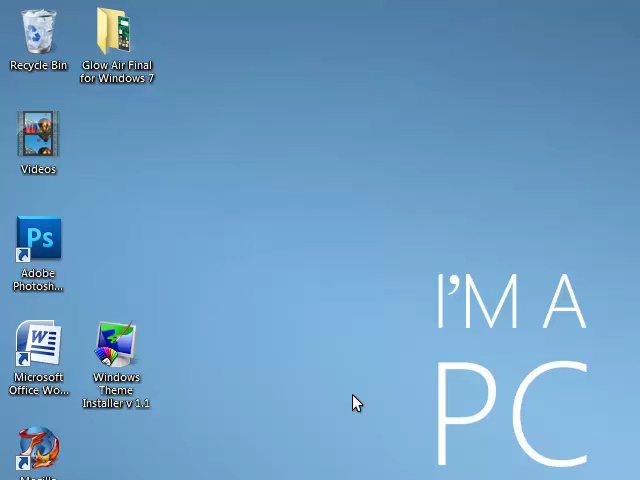 Recycle Bin
Glow Air Final
for Windows 7
Videos
Ps
Adobe
Photosh...
W
Microsoft
Office Wo...
Windows
Theme
Installer v 1.1
I'M A
PC